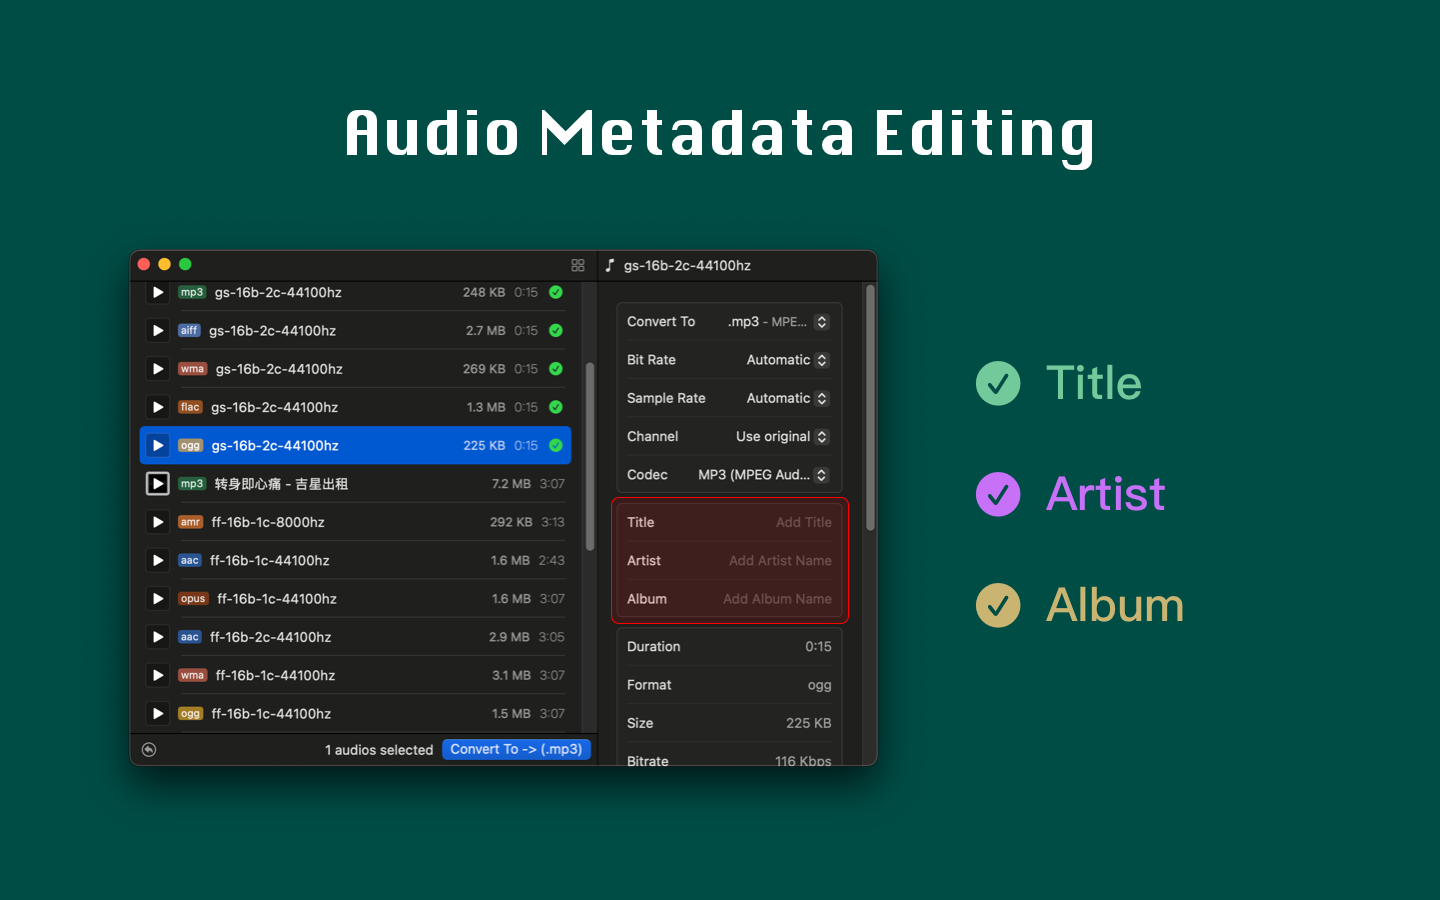 Audio Metadata Editing
gs-16b-2c-44100hz
mp3 gs-16b-2c-44100hz 248 KB 0:15
aiff gs-16b-2c-44100hz 2.7 MB 0:15
wma gs-16b-2c-44100hz 269 KB 0:15
flac gs-16b-2c-44100hz 1.3 MB 0:15
ogg gs-16b-2c-44100hz 225 KB 0:15
mp3 转身即心痛 - 吉星出租 7.2 MB 3:07
amr ff-16b-1c-8000hz 292 KB 3:13
aac ff-16b-1c-44100hz 1.6 MB 2:43
opus ff-16b-1c-44100hz 1.6 MB 3:07
aac ff-16b-2c-44100hz 2.9 MB 3:05
wma ff-16b-1c-44100hz 3.1 MB 3:07
ogg ff-16b-1c-44100hz 1.5 MB 3:07
1 audios selected Convert To -> (.mp3)
Convert To .mp3 - MPE...
Bit Rate Automatic
Sample Rate Automatic
Channel Use original
Codec MP3 (MPEG Aud...
Title Add Title
Artist Add Artist Name
Album Add Album Name
Duration 0:15
Format ogg
Size 225 KB
Bitrate 116 Kbps
Title
Artist
Album